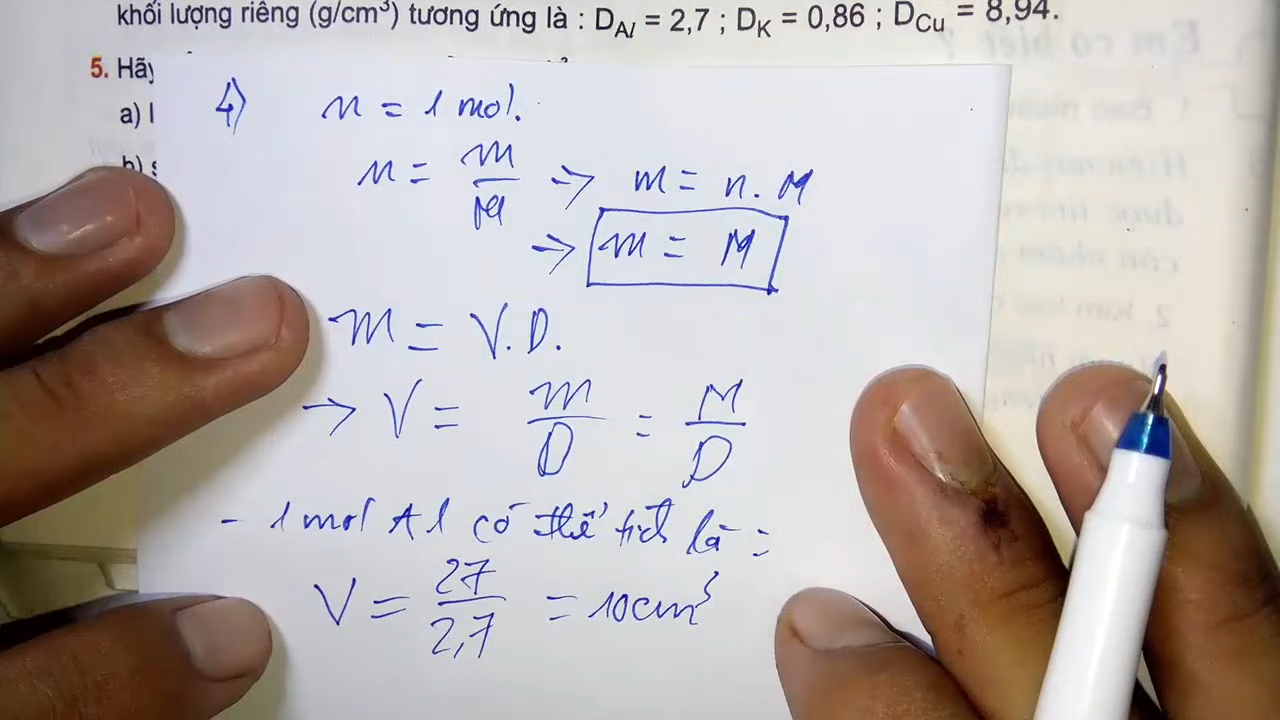 khối lượng riêng (g/cm³) tương ứng là : D_Al = 2,7 ; D_K = 0,86 ; D_Cu = 8,94.
5. Hãy
a)
b)
4) n = 1 mol.
n = m/M => m = n. M
=> m = M
m = V.D.
-> V = m/D = M/D
- 1 mol Al có thể tích là :
V = 27/2,7 = 10cm³